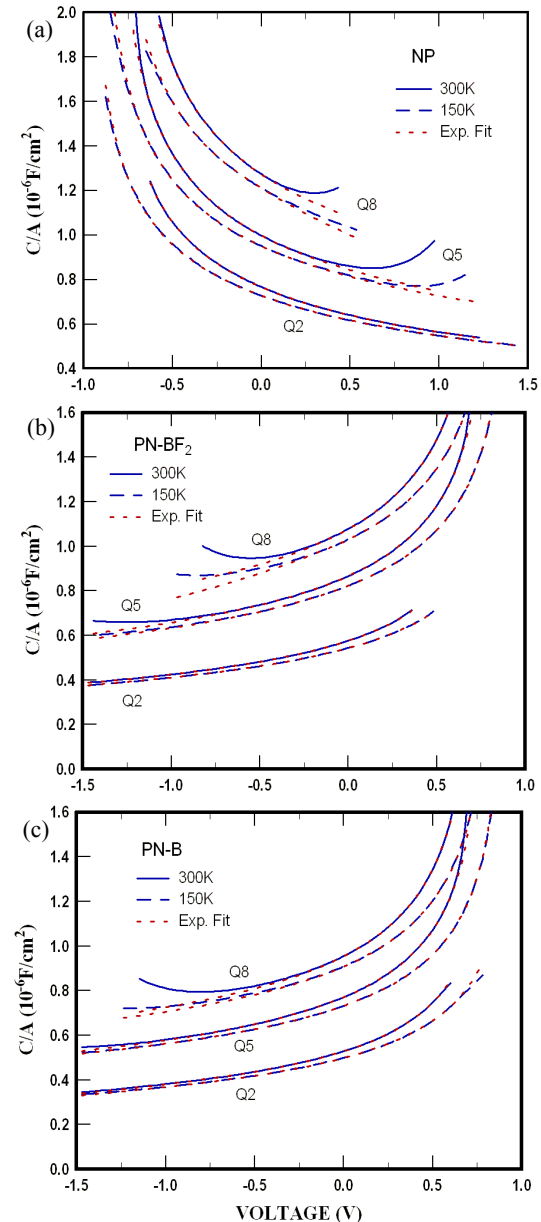 (a)
2.0
1.8
1.6
1.4
1.2
1.0
0.8
0.6
0.4
C/A (10⁻⁶F/cm²)
NP
300K
150K
Exp. Fit
Q8
Q5
Q2
-1.0
-0.5
0.0
0.5
1.0
1.5
(b)
1.6
1.4
1.2
1.0
0.8
0.6
0.4
0.2
0.0
C/A (10⁻⁶F/cm²)
PN-BF₂
300K
150K
Exp. Fit
Q8
Q5
Q2
-1.5
-1.0
-0.5
0.0
0.5
1.0
(c)
1.6
1.4
1.2
1.0
0.8
0.6
0.4
0.2
0.0
C/A (10⁻⁶F/cm²)
PN-B
300K
150K
Exp. Fit
Q8
Q5
Q2
-1.5
-1.0
-0.5
0.0
0.5
1.0
VOLTAGE (V)